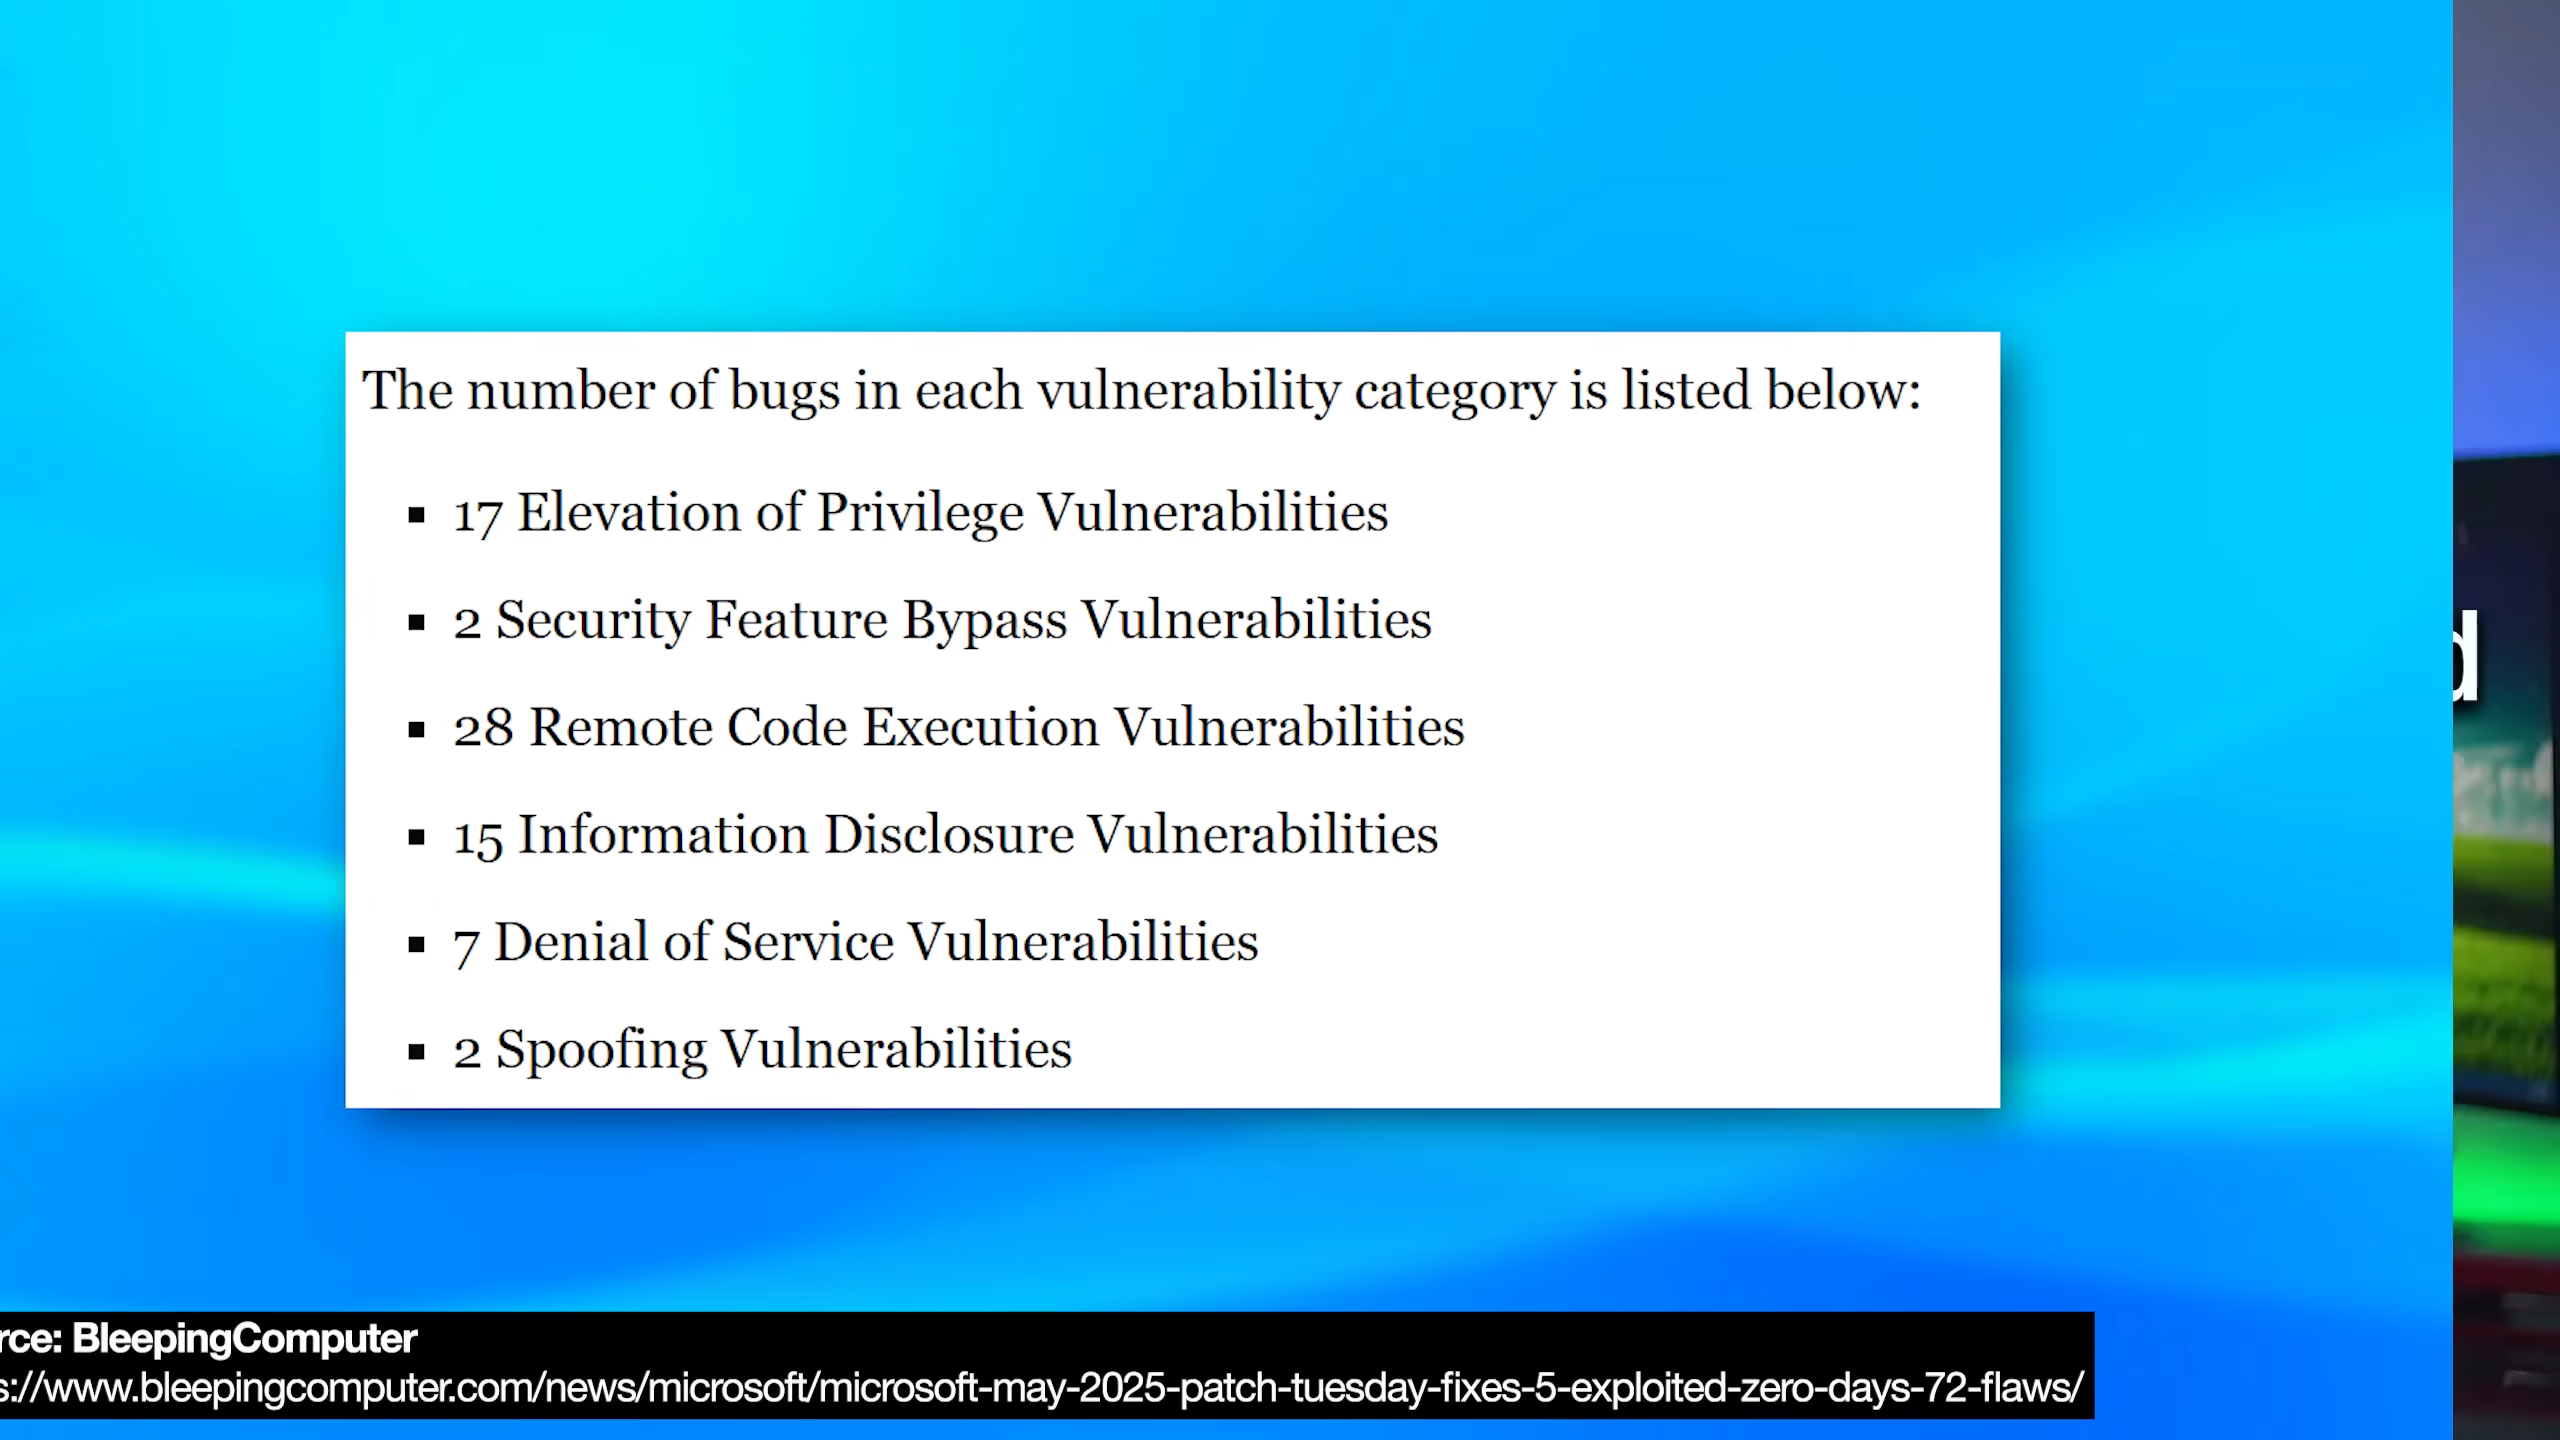 The number of bugs in each vulnerability category is listed below:
▪ 17 Elevation of Privilege Vulnerabilities
▪ 2 Security Feature Bypass Vulnerabilities
▪ 28 Remote Code Execution Vulnerabilities
▪ 15 Information Disclosure Vulnerabilities
▪ 7 Denial of Service Vulnerabilities
▪ 2 Spoofing Vulnerabilities
d
rce: BleepingComputer
s://www.bleepingcomputer.com/news/microsoft/microsoft-may-2025-patch-tuesday-fixes-5-exploited-zero-days-72-flaws/